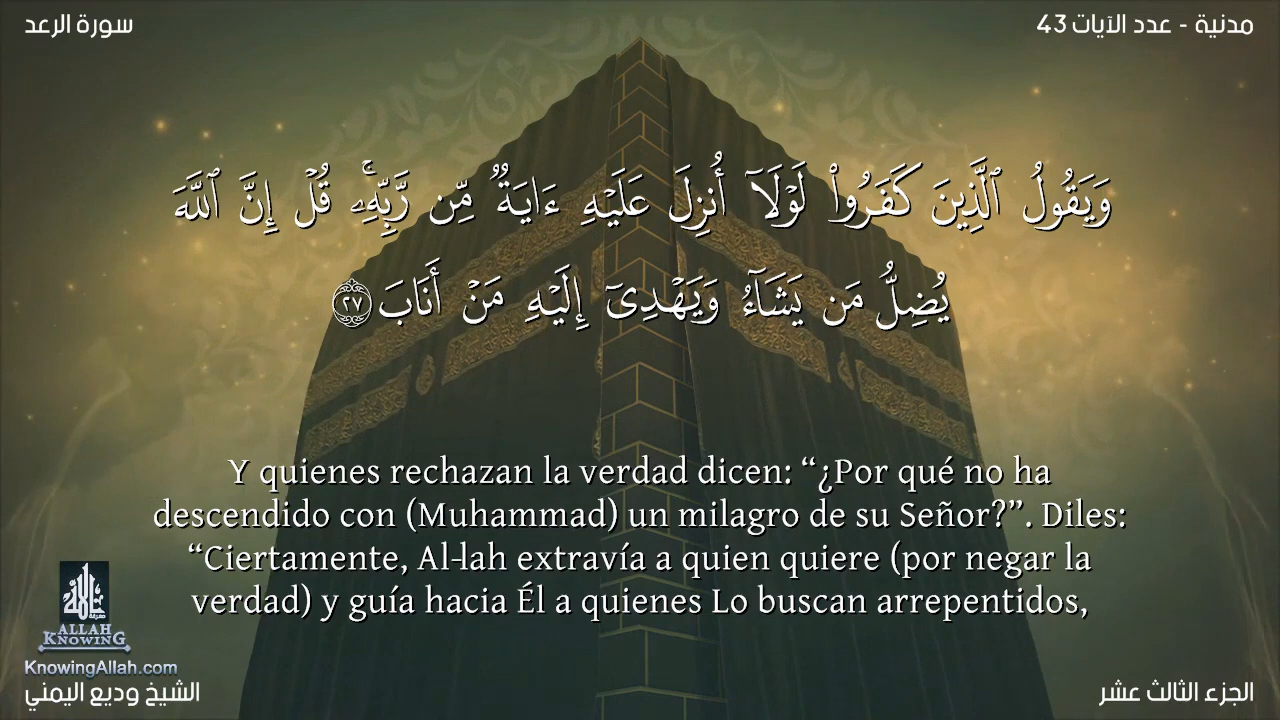 سورة الرعد
مدنية - عدد الآيات 43
وَيَقُولُ ٱلَّذِينَ كَفَرُوا۟ لَوْلَآ أُنزِلَ عَلَيْهِ ءَايَةٌ مِّن رَّبِّهِۦۚ قُلْ إِنَّ ٱللَّهَ
يُضِلُّ مَن يَشَآءُ وَيَهْدِىٓ إِلَيْهِ مَنْ أَنَابَ ٢٧
Y quienes rechazan la verdad dicen: “¿Por qué no ha
descendido con (Muhammad) un milagro de su Señor?”. Diles:
“Ciertamente, Al-lah extravía a quien quiere (por negar la
verdad) y guía hacia Él a quienes Lo buscan arrepentidos,
ALLAH
KNOWING
KnowingAllah.com
الشيخ وديع اليمني
الجزء الثالث عشر